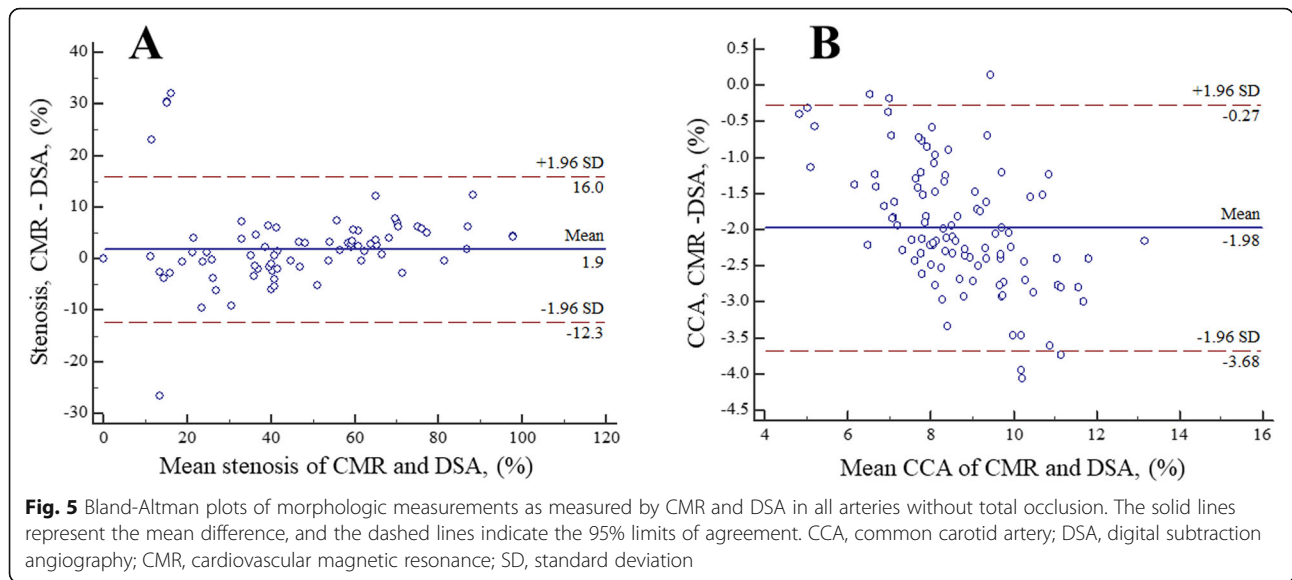 A
Stenosis, CMR - DSA, (%)
40
30
20
10
0
-10
-20
-30
+1.96 SD
16.0
Mean
1.9
-1.96 SD
-12.3
0
20
40
60
80
100
120
Mean stenosis of CMR and DSA, (%)
B
CCA, CMR -DSA, (%)
0.5
0.0
-0.5
-1.0
-1.5
-2.0
-2.5
-3.0
-3.5
-4.0
-4.5
+1.96 SD
-0.27
Mean
-1.98
-1.96 SD
-3.68
4
6
8
10
12
14
16
Mean CCA of CMR and DSA, (%)
Fig. 5 Bland-Altman plots of morphologic measurements as measured by CMR and DSA in all arteries without total occlusion. The solid lines
represent the mean difference, and the dashed lines indicate the 95% limits of agreement. CCA, common carotid artery; DSA, digital subtraction
angiography; CMR, cardiovascular magnetic resonance; SD, standard deviation